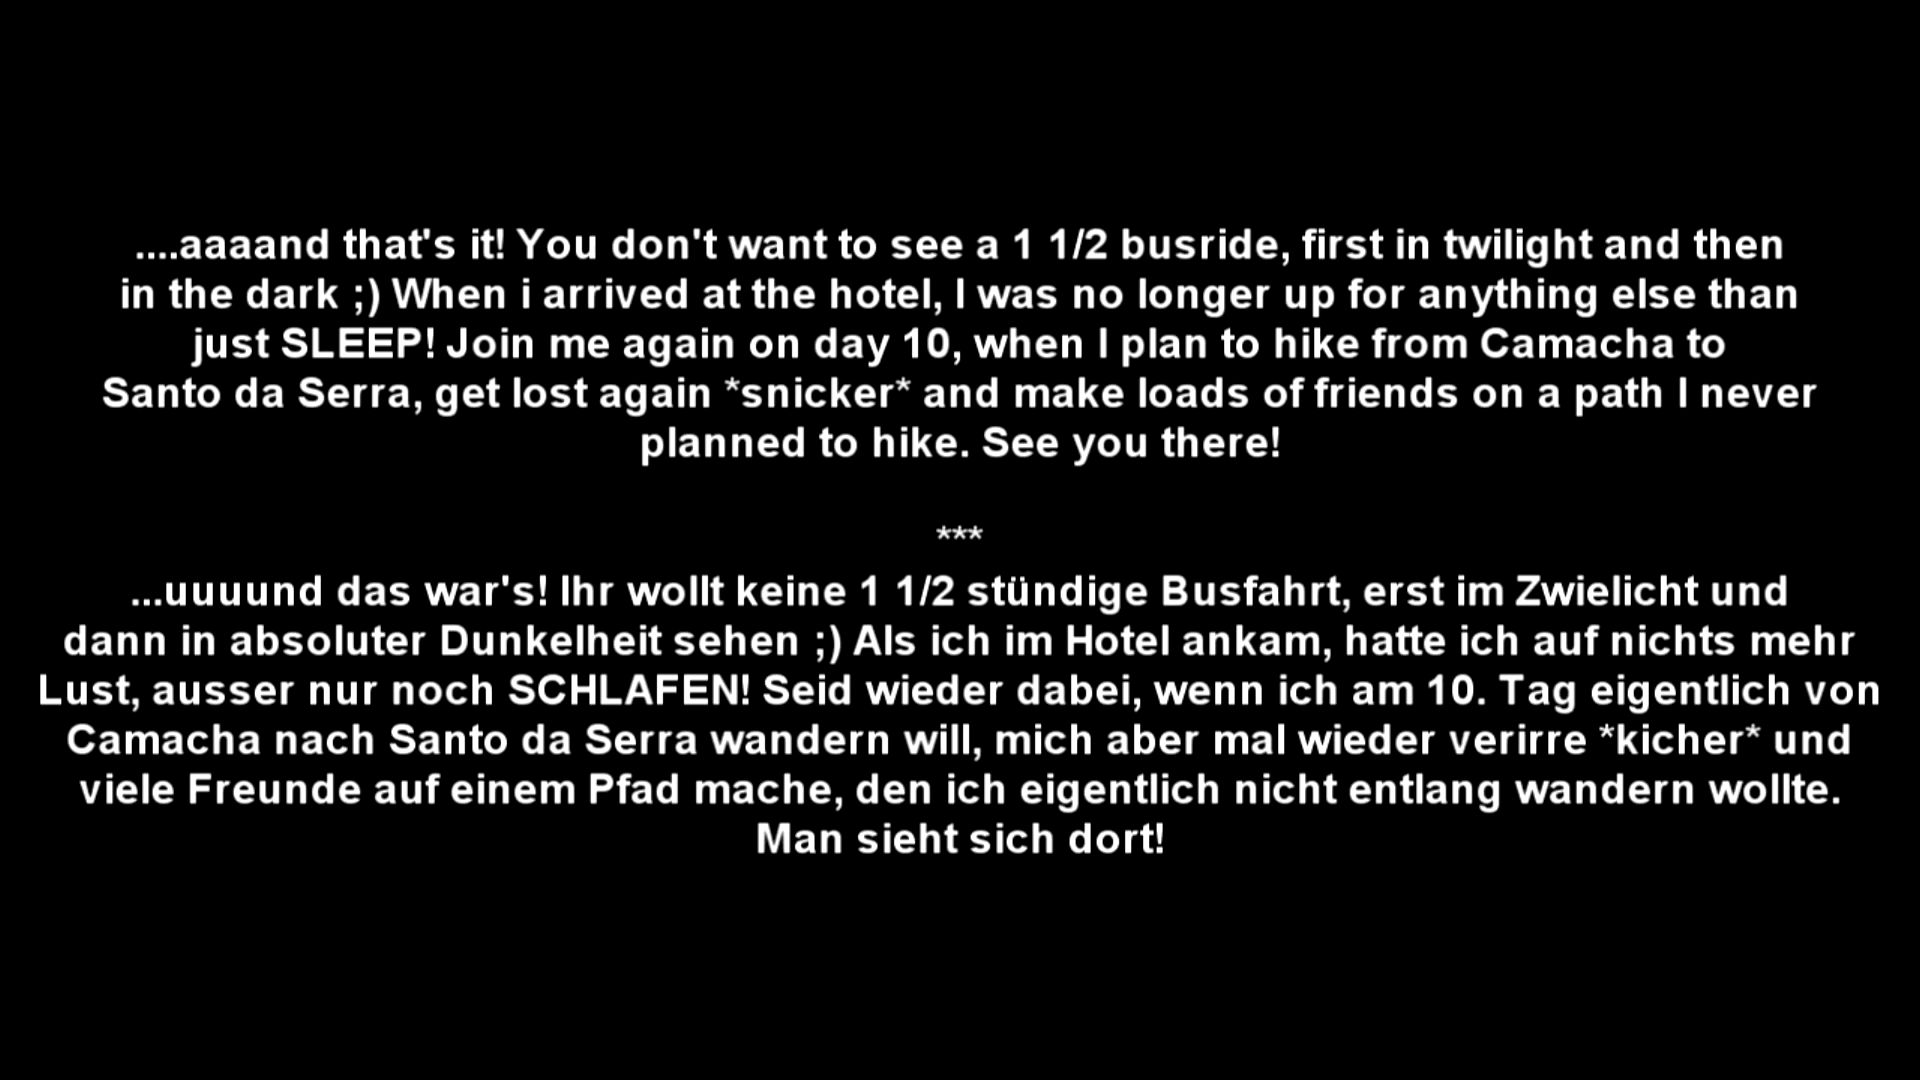 ....aaaand that's it! You don't want to see a 1 1/2 busride, first in twilight and then
in the dark ;) When i arrived at the hotel, I was no longer up for anything else than
just SLEEP! Join me again on day 10, when I plan to hike from Camacha to
Santo da Serra, get lost again *snicker* and make loads of friends on a path I never
planned to hike. See you there!
***
...uuuund das war's! Ihr wollt keine 1 1/2 stündige Busfahrt, erst im Zwielicht und
dann in absoluter Dunkelheit sehen ;) Als ich im Hotel ankam, hatte ich auf nichts mehr
Lust, ausser nur noch SCHLAFEN! Seid wieder dabei, wenn ich am 10. Tag eigentlich von
Camacha nach Santo da Serra wandern will, mich aber mal wieder verirre *kicher* und
viele Freunde auf einem Pfad mache, den ich eigentlich nicht entlang wandern wollte.
Man sieht sich dort!